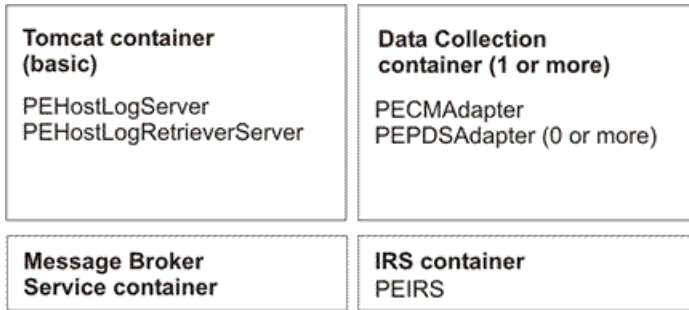 Tomcat container
(basic)
PEHostLogServer
PEHostLogRetrieverServer
Data Collection
container (1 or more)
PECMAdapter
PEPDSAdapter (0 or more)
Message Broker
Service container
IRS container
PEIRS